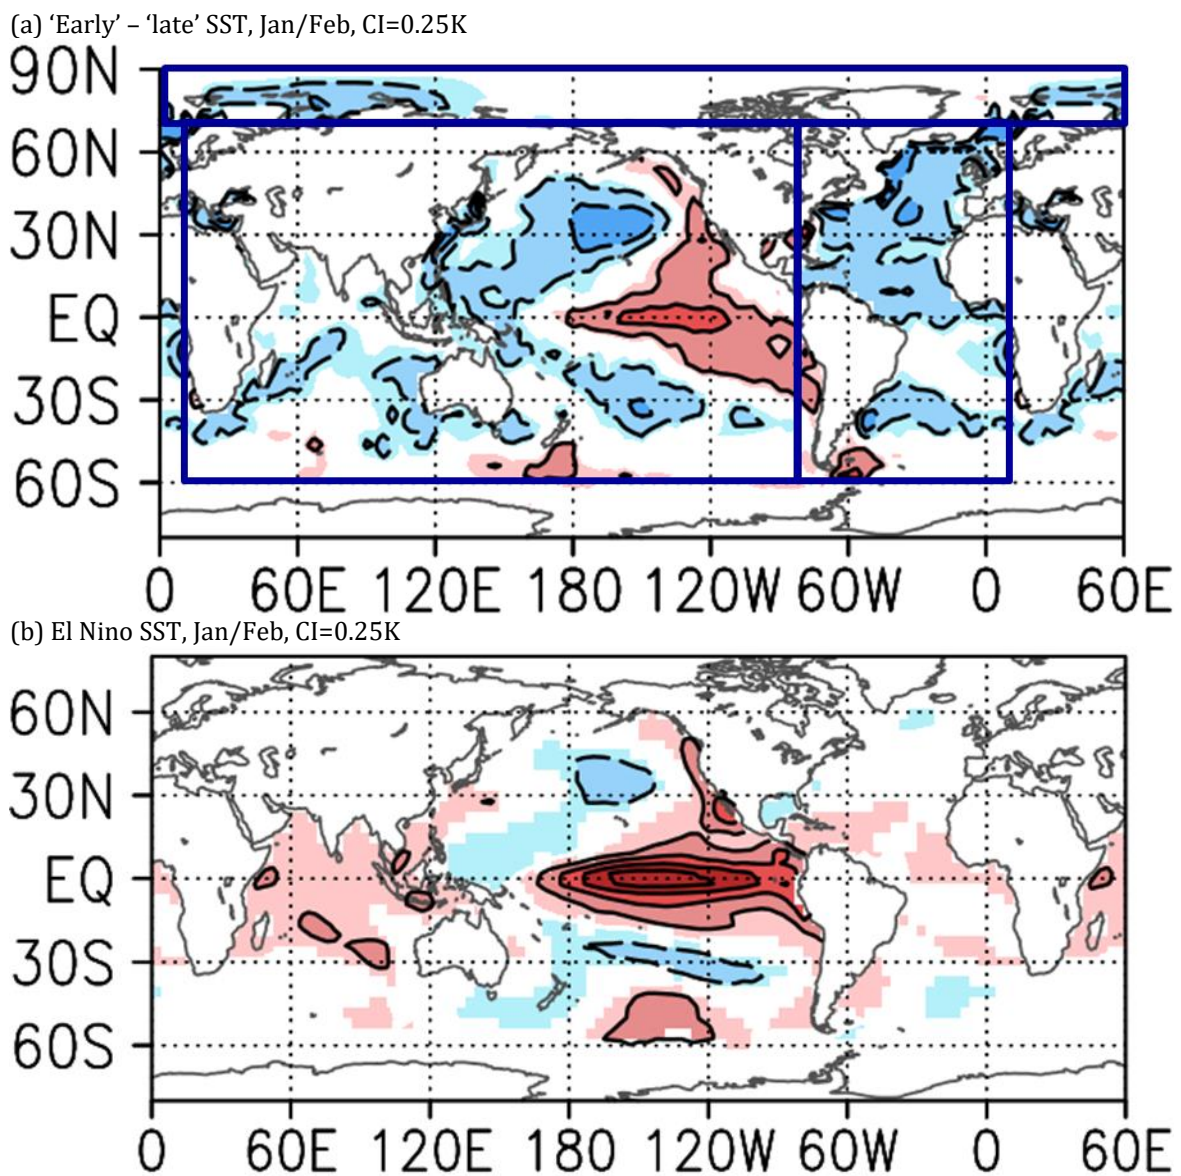 (a) ‘Early’ – ‘late’ SST, Jan/Feb, CI=0.25K
90N
60N
30N
EQ
30S
60S
0 60E 120E 180 120W 60W 0 60E
(b) El Nino SST, Jan/Feb, CI=0.25K
60N
30N
EQ
30S
60S
0 60E 120E 180 120W 60W 0 60E